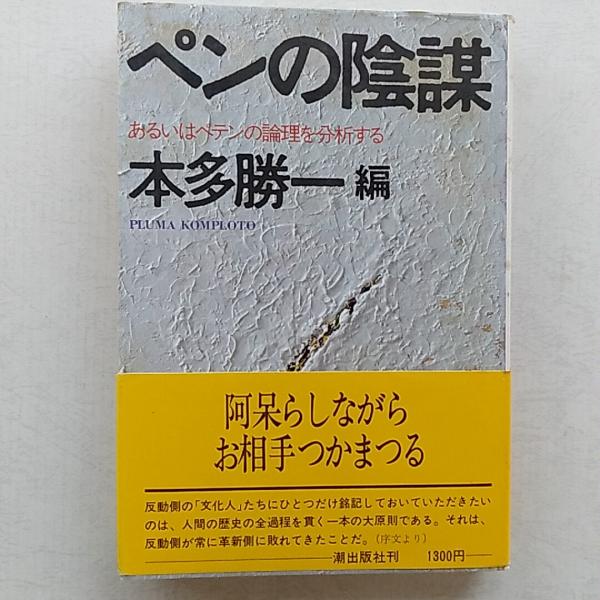 ペンの陰謀
あるいはペテンの論理を分析する
本多勝一 編
PLUMA KOMPLOTO
阿呆らしながら
お相手つかまつる
反動側の「文化人」たちにひとつだけ銘記しておいていただきたい
のは、人間の歴史の全過程を貫く一本の大原則である。それは、
反動側が常に革新側に敗れてきたことだ。(序文より)
潮出版社刊 1300円